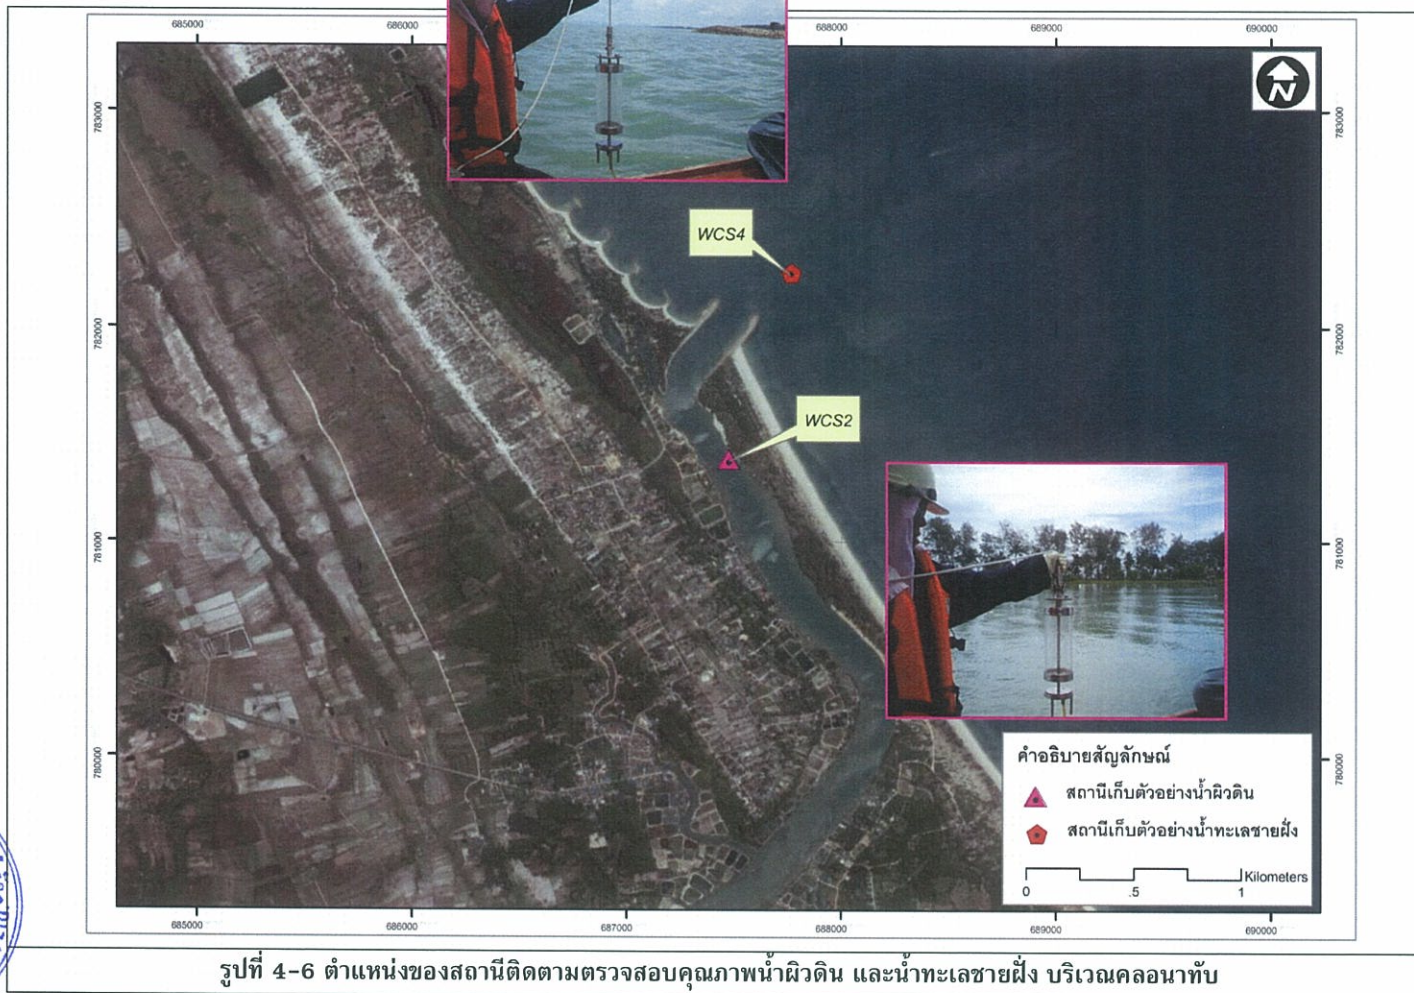 685000 686000 688000 689000 690000
783000 783000
N
WCS4
782000 782000
WCS2
781000 781000
780000 780000
คำอธิบายสัญลักษณ์
สถานีเก็บตัวอย่างน้ำผิวดิน
สถานีเก็บตัวอย่างน้ำทะเลชายฝั่ง
Kilometers
0 .5 1
685000 686000 687000 688000 689000 690000
รูปที่ 4-6 ตำแหน่งของสถานีติดตามตรวจสอบคุณภาพน้ำผิวดิน และน้ำทะเลชายฝั่ง บริเวณคลองนาทับ